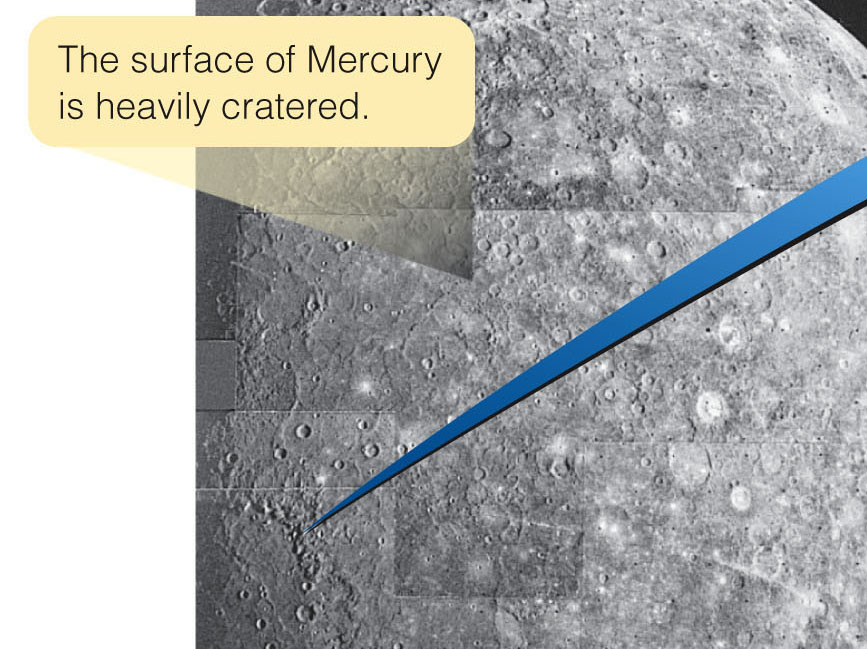 The surface of Mercury
is heavily cratered.